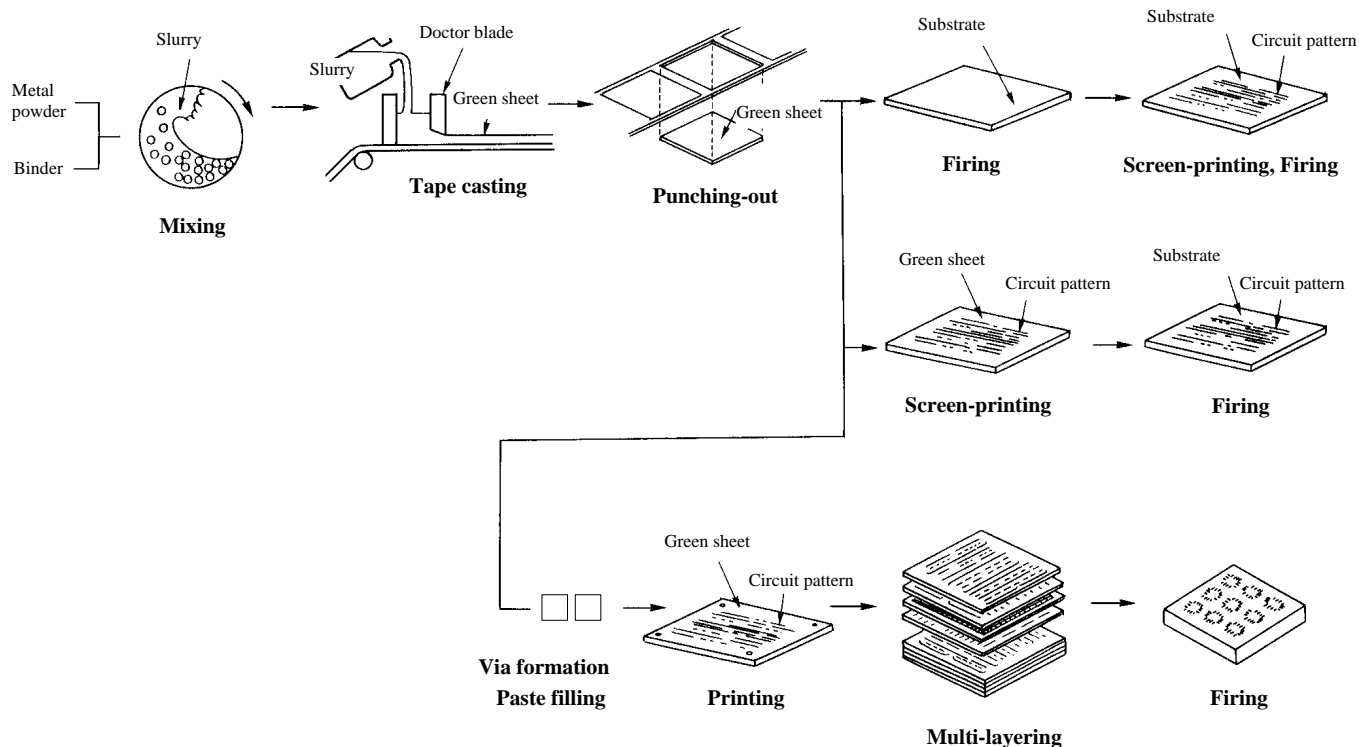 Slurry
Metal
powder
Binder
Mixing
Slurry
Doctor blade
Green sheet
Tape casting
Green sheet
Punching-out
Substrate
Firing
Substrate
Circuit pattern
Screen-printing, Firing
Green sheet
Circuit pattern
Screen-printing
Substrate
Circuit pattern
Firing
Via formation
Paste filling
Green sheet
Circuit pattern
Printing
Multi-layering
Firing